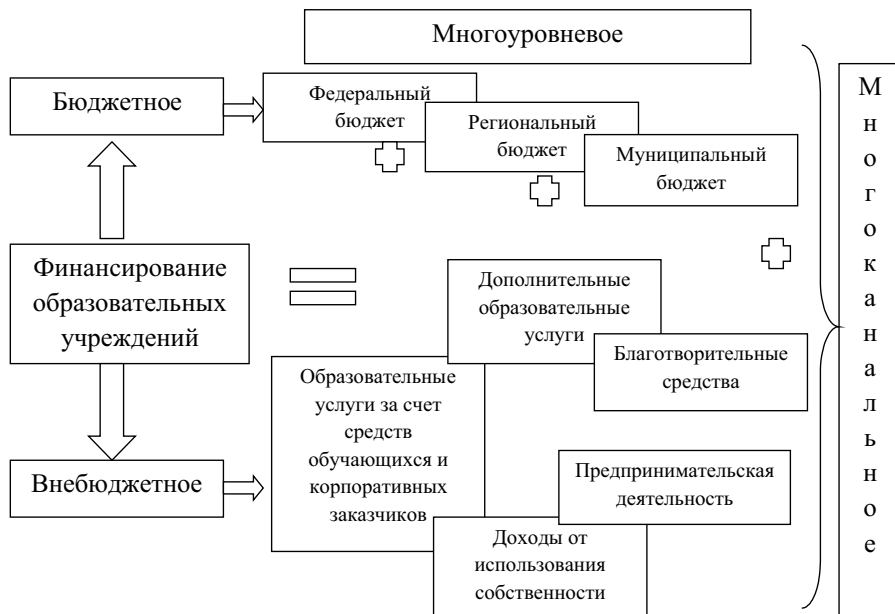 Многоуровневое
Бюджетное
Федеральный
бюджет
Региональный
бюджет
Муниципальный
бюджет
Финансирование
образовательных
учреждений
Дополнительные
образовательные
услуги
Благотворительные
средства
Образовательные
услуги за счет
средств
обучающихся и
корпоративных
заказчиков
Внебюджетное
Предпринимательская
деятельность
Доходы от
использования
собственности
М
н
о
г
о
к
а
н
а
л
ь
н
о
е